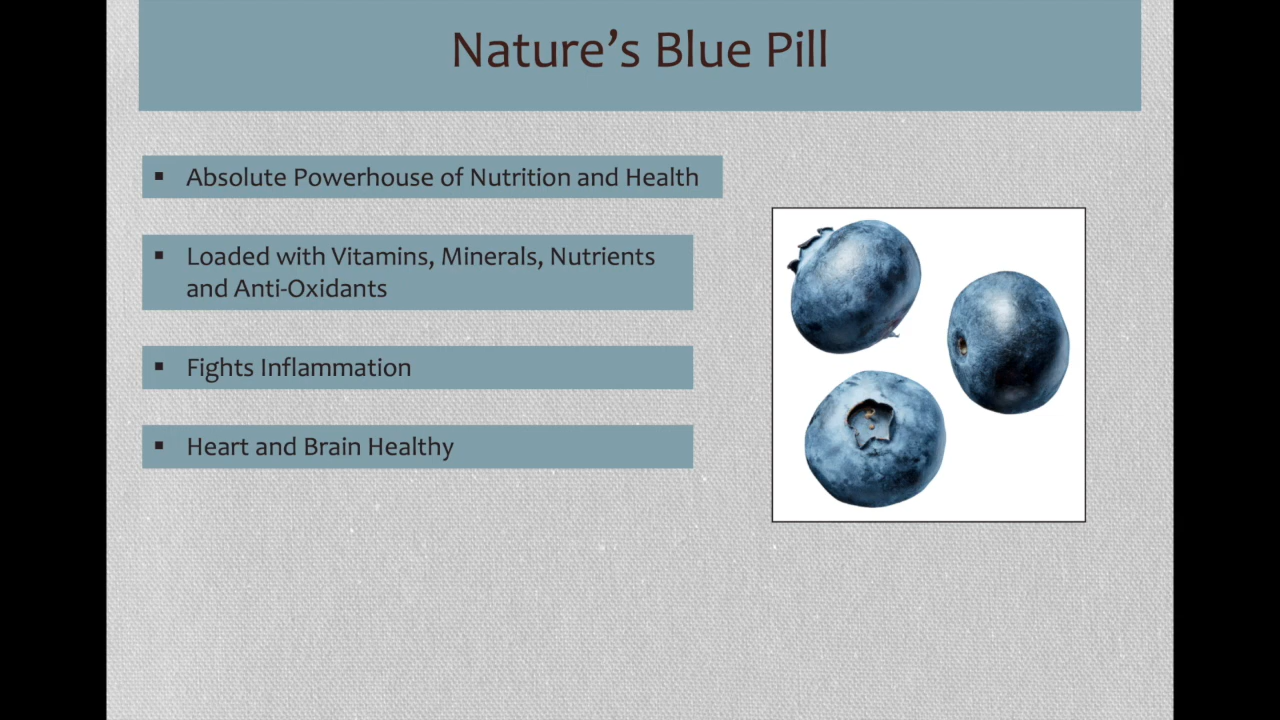 Nature’s Blue Pill
▪ Absolute Powerhouse of Nutrition and Health
▪ Loaded with Vitamins, Minerals, Nutrients
and Anti-Oxidants
▪ Fights Inflammation
▪ Heart and Brain Healthy